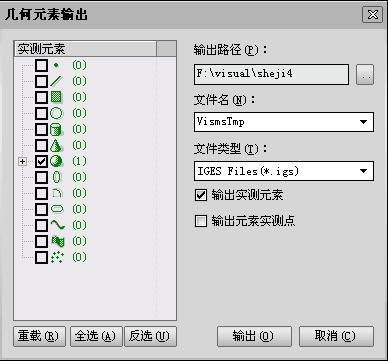 几何元素输出
实测元素
(0)
(0)
(0)
(0)
(0)
(0)
(1)
(0)
(0)
(0)
(0)
(0)
(0)
重载(R)
全选(A)
反选(J)
输出路径(P):
F:\visual\sheji4
..
文件名(N):
VismsTmp
文件类型(T):
IGES Files(*.igs)
输出实测元素
输出元素实测点
输出(O)
取消(C)